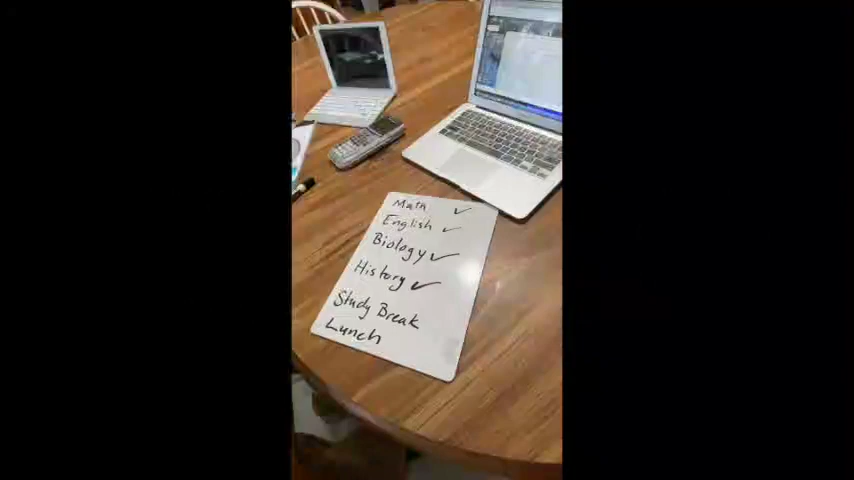 Math ✓
English ✓
Biology ✓
History ✓
Study Break
Lunch